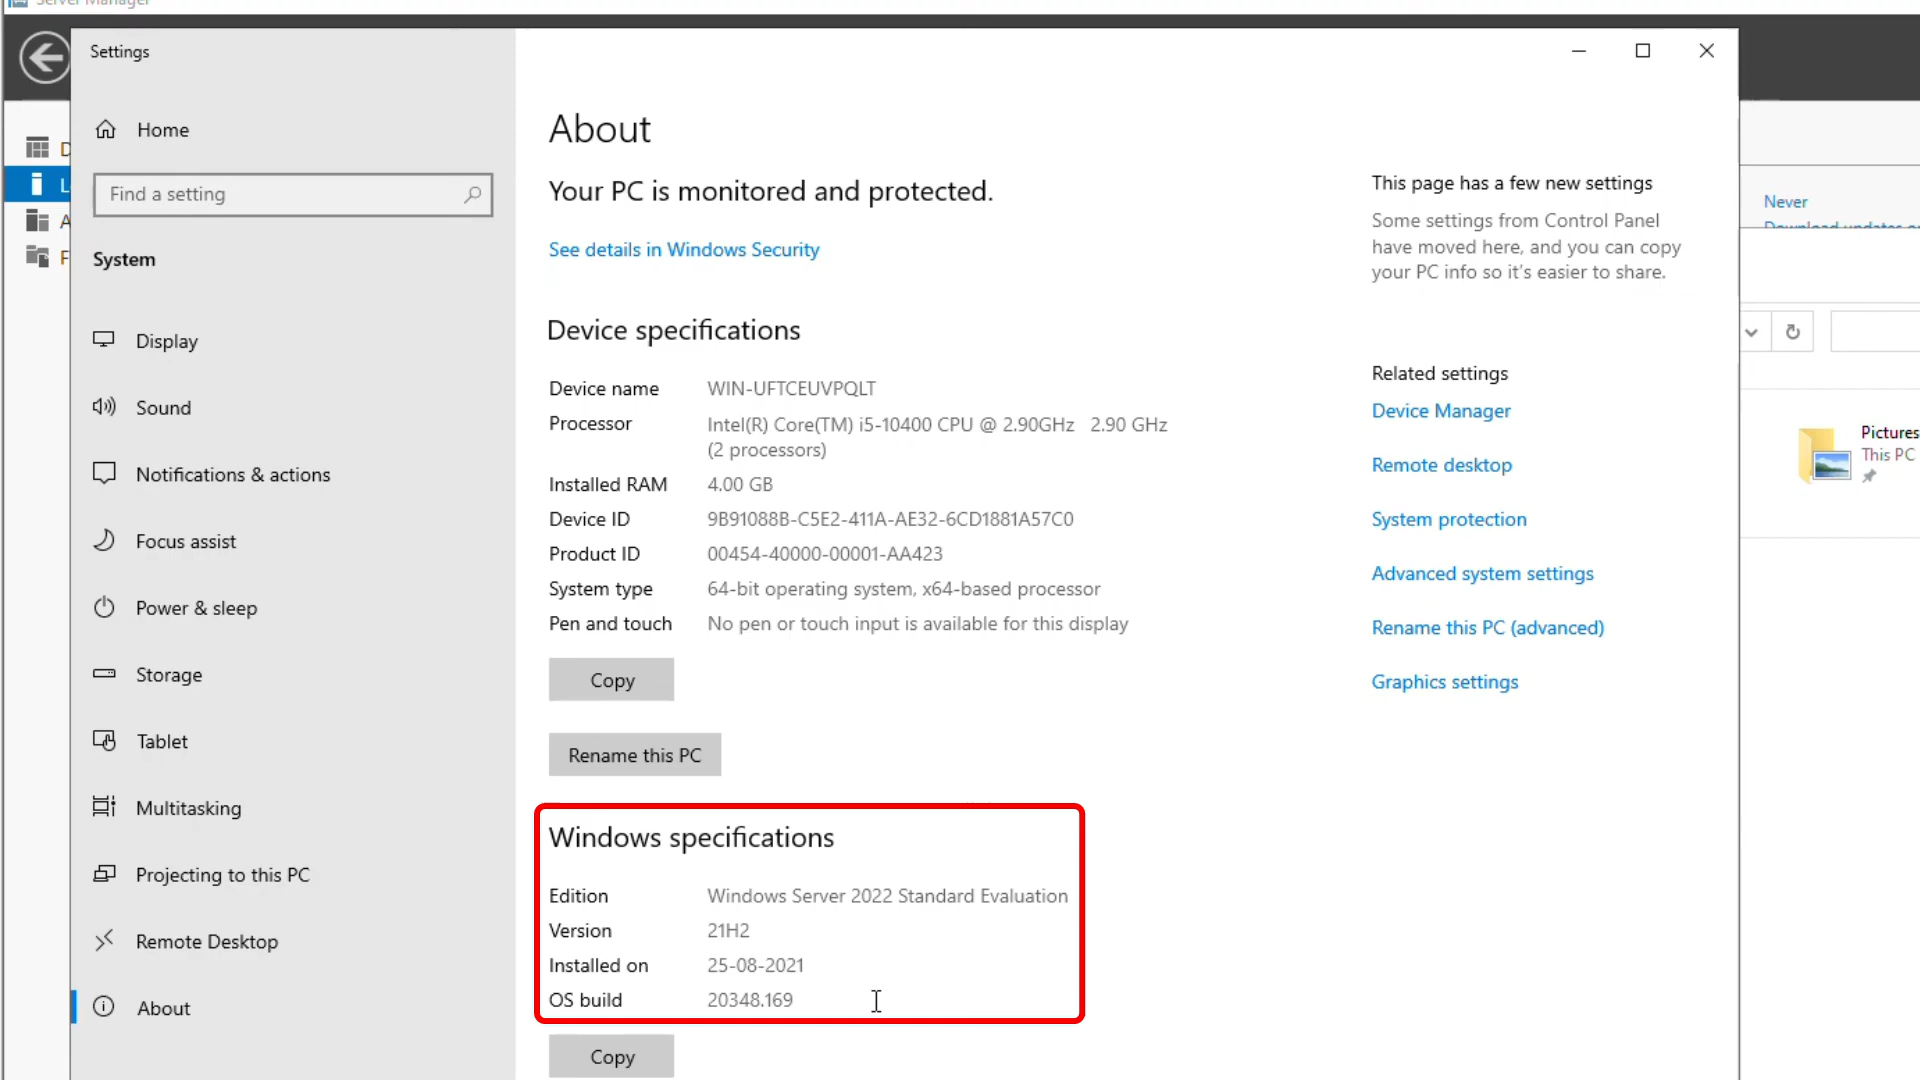 Server Manager
Settings
Home
Find a setting
System
Display
Sound
Notifications & actions
Focus assist
Power & sleep
Storage
Tablet
Multitasking
Projecting to this PC
Remote Desktop
About
About
Your PC is monitored and protected.
See details in Windows Security
Device specifications
Device name WIN-UFTCEUVPQLT
Processor Intel(R) Core(TM) i5-10400 CPU @ 2.90GHz 2.90 GHz
(2 processors)
Installed RAM 4.00 GB
Device ID 9B91088B-C5E2-411A-AE32-6CD1881A57C0
Product ID 00454-40000-00001-AA423
System type 64-bit operating system, x64-based processor
Pen and touch No pen or touch input is available for this display
Copy
Rename this PC
Windows specifications
Edition Windows Server 2022 Standard Evaluation
Version 21H2
Installed on 25-08-2021
OS build 20348.169
Copy
This page has a few new settings
Some settings from Control Panel
have moved here, and you can copy
your PC info so it's easier to share.
Related settings
Device Manager
Remote desktop
System protection
Advanced system settings
Rename this PC (advanced)
Graphics settings
Never
Download updates
Pictures
This PC